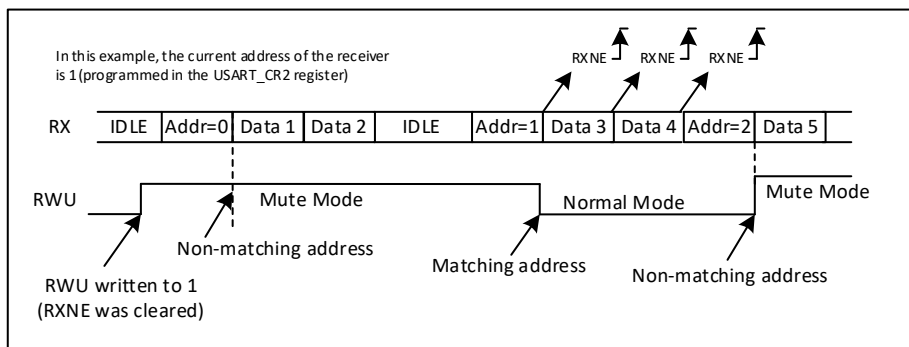 In this example, the current address of the receiver
is 1(programmed in the USART_CR2 register)
RXNE RXNE RXNE
RX IDLE Addr=0 Data 1 Data 2 IDLE Addr=1 Data 3 Data 4 Addr=2 Data 5
RWU Mute Mode Normal Mode Mute Mode
Non-matching address Matching address Non-matching address
RWU written to 1
(RXNE was cleared)